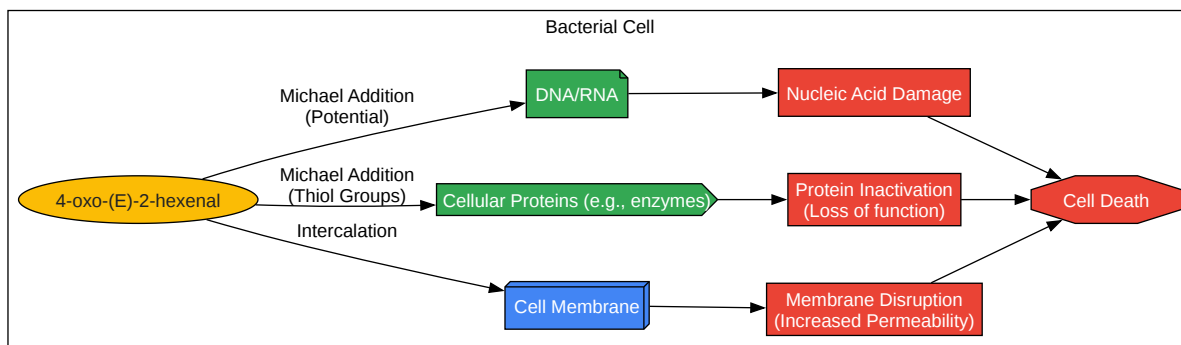 Bacterial Cell
Michael Addition
(Potential)
DNA/RNA
Nucleic Acid Damage
4-oxo-(E)-2-hexenal
Michael Addition
(Thiol Groups)
Cellular Proteins (e.g., enzymes)
Protein Inactivation
(Loss of function)
Cell Death
Intercalation
Cell Membrane
Membrane Disruption
(Increased Permeability)